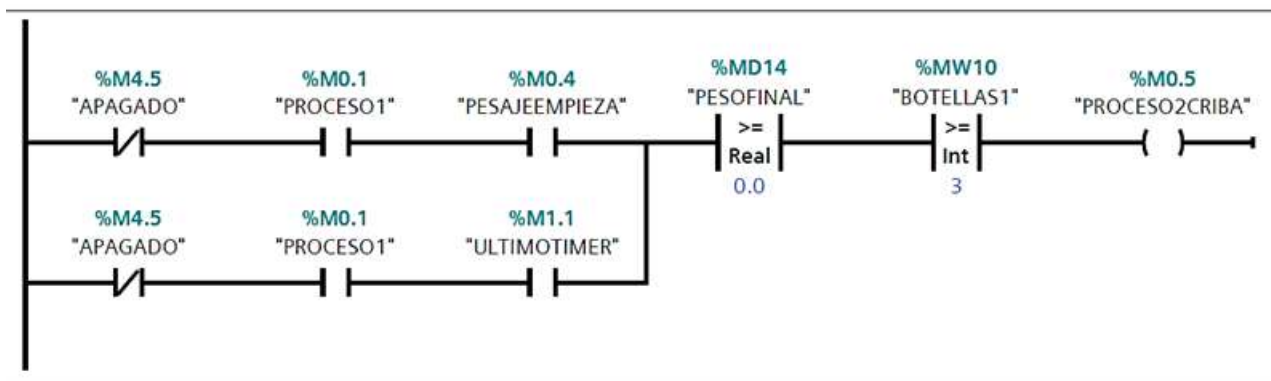 %M4.5 %M0.1 %M0.4 %MD14 %MW10 %M0.5
"APAGADO" "PROCESO1" "PESAJEEMPIEZA" "PESOFINAL" "BOTELLAS1" "PROCESO2CRIBA"
>= >=
Real Int
0.0 3
%M4.5 %M0.1 %M1.1
"APAGADO" "PROCESO1" "ULTIMOTIMER"